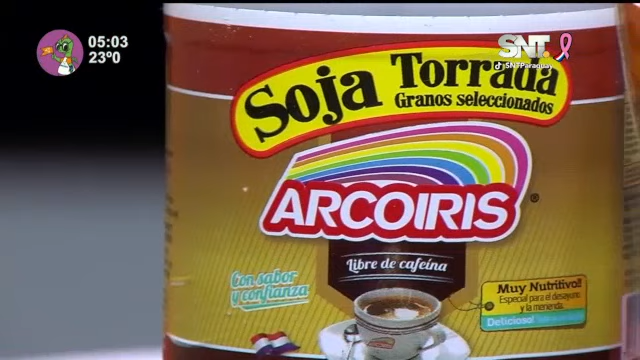 05:03
23º0
SNT
SNTParaguay
Soja Torrada
Granos seleccionados
ARCOIRIS
Libre de cafeína
Con sabor
y confianza
Muy Nutritivo!!
Especial para el desayuno
y la merienda
Delicioso!